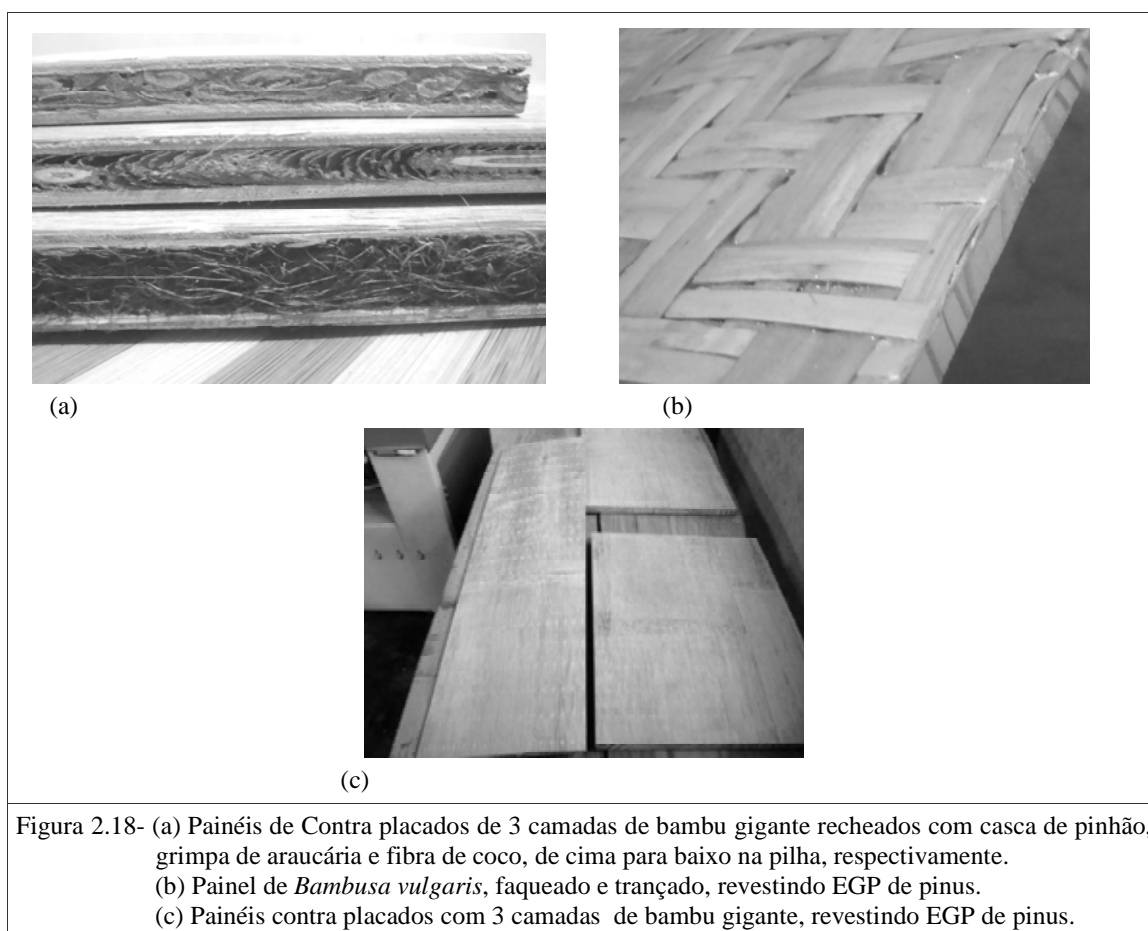 (a)
(b)
(c)
Figura 2.18- (a) Painéis de Contra placados de 3 camadas de bambu gigante recheados com casca de pinhão,
grimpa de araucária e fibra de coco, de cima para baixo na pilha, respectivamente.
(b) Painel de Bambusa vulgaris, faqueado e trançado, revestindo EGP de pinus.
(c) Painéis contra placados com 3 camadas de bambu gigante, revestindo EGP de pinus.